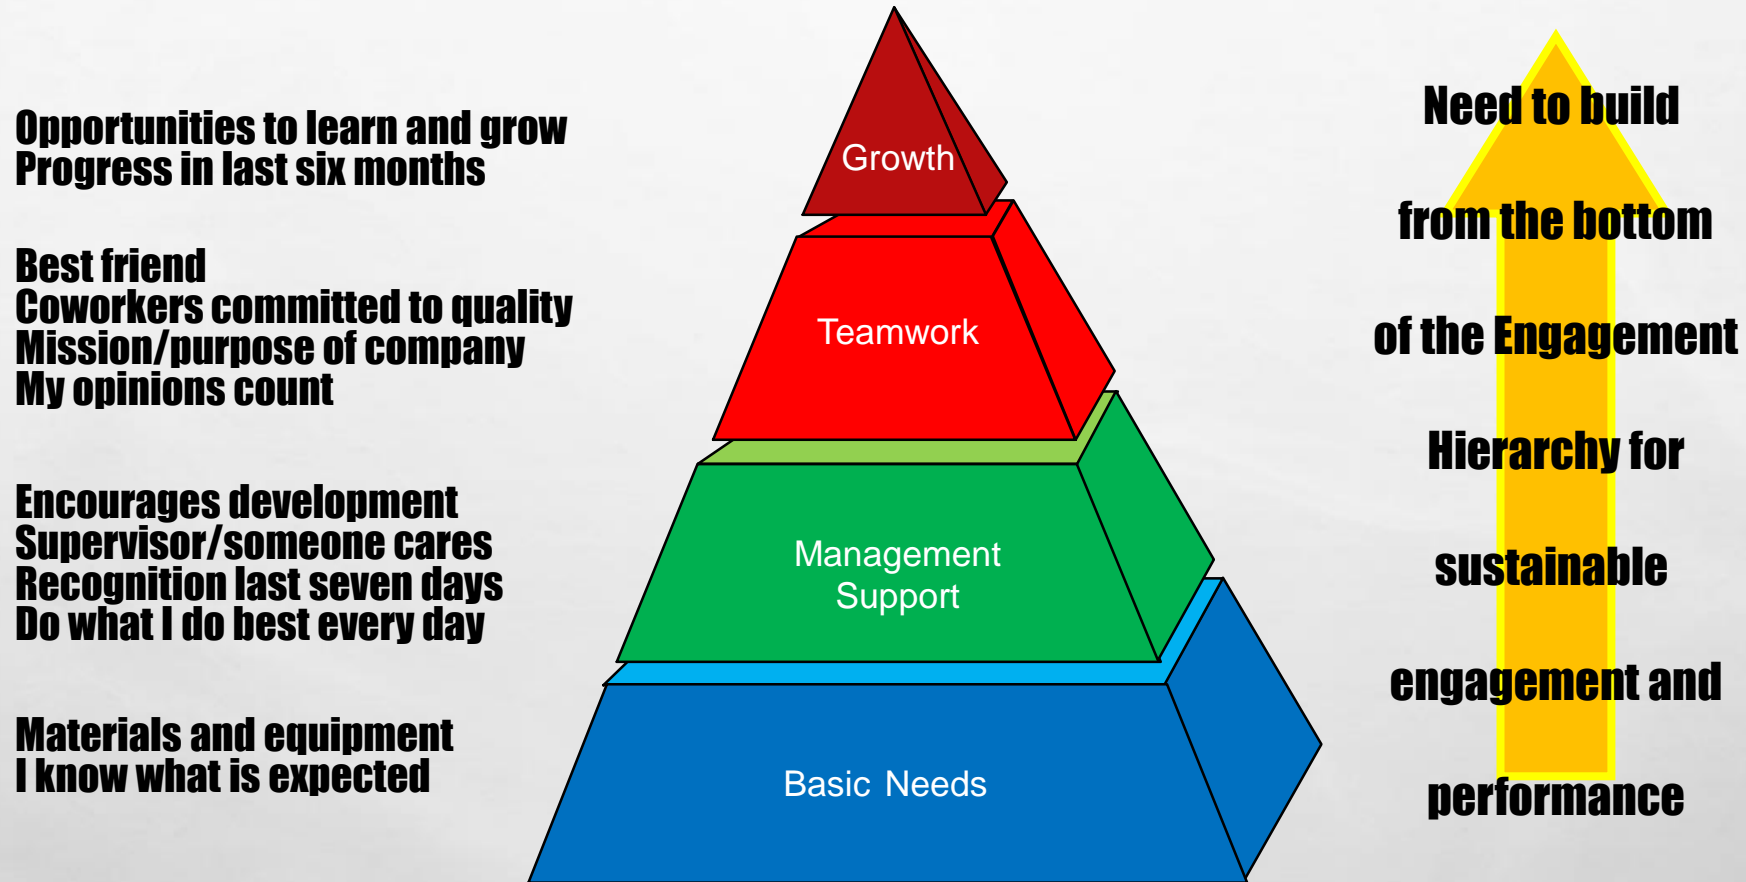 Opportunities to learn and grow
Progress in last six months
Best friend
Coworkers committed to quality
Mission/purpose of company
My opinions count
Encourages development
Supervisor/someone cares
Recognition last seven days
Do what I do best every day
Materials and equipment
I know what is expected
Growth
Teamwork
Management
Support
Basic Needs
Need to build
from the bottom
of the Engagement
Hierarchy for
sustainable
engagement and
performance